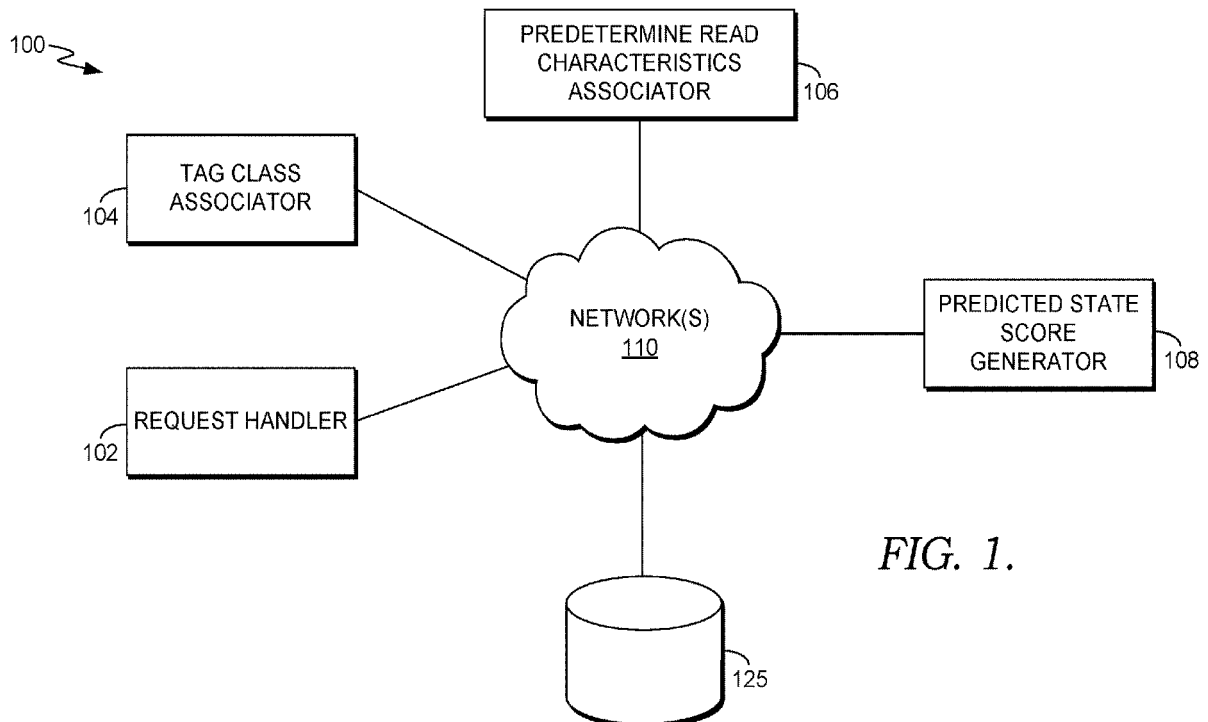 100
PREDETERMINE READ
CHARACTERISTICS
ASSOCIATOR
106
TAG CLASS
ASSOCIATOR
104
NETWORK(S)
110
PREDICTED STATE
SCORE
GENERATOR
108
REQUEST HANDLER
102
FIG. 1.
125